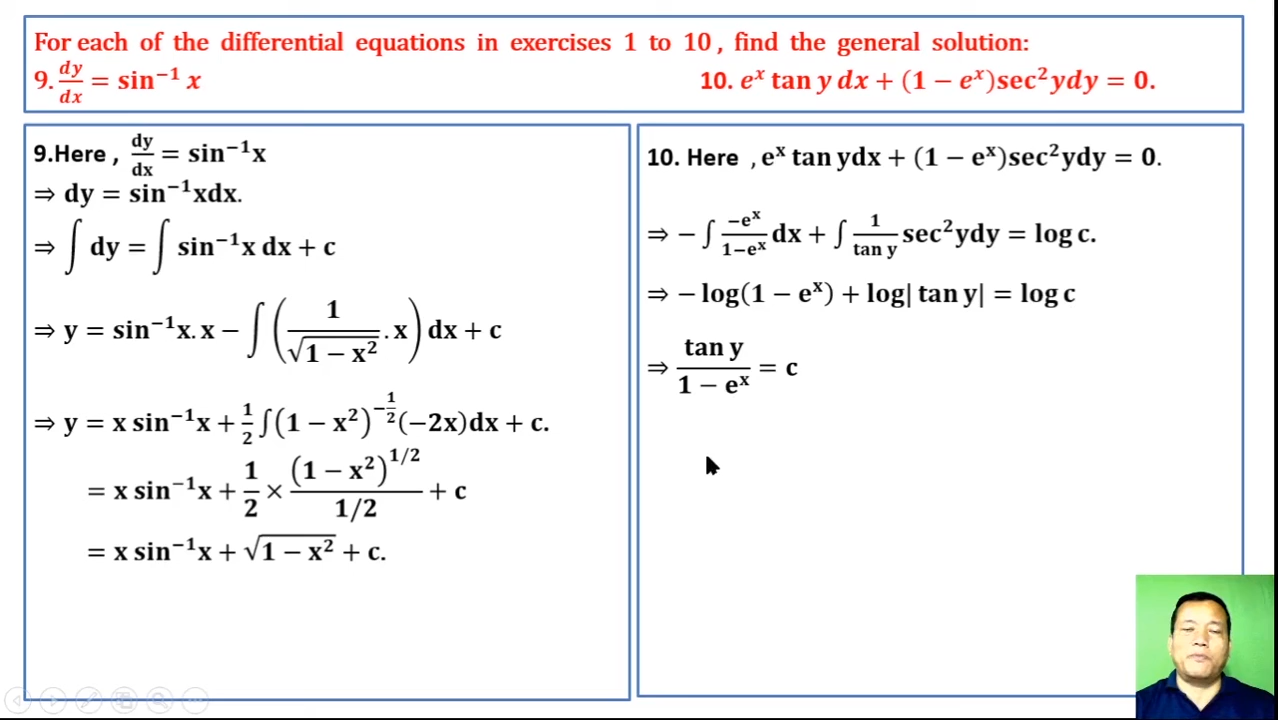 For each of the differential equations in exercises 1 to 10 , find the general solution:
9. dy/dx = sin⁻¹ x
10. eˣ tan y dx + (1 − eˣ)sec²ydy = 0.
9.Here , dy/dx = sin⁻¹x
⇒ dy = sin⁻¹xdx.
⇒ ∫ dy = ∫ sin⁻¹x dx + c
⇒ y = sin⁻¹x. x − ∫ (1/√(1 − x²) . x) dx + c
⇒ y = x sin⁻¹x + 1/2 ∫(1 − x²)^(−1/2) (−2x)dx + c.
= x sin⁻¹x + 1/2 × (1 − x²)^(1/2)/(1/2) + c
= x sin⁻¹x + √(1 − x²) + c.
10. Here , eˣ tan ydx + (1 − eˣ)sec²ydy = 0.
⇒ − ∫ (−eˣ)/(1−eˣ) dx + ∫ 1/(tan y) sec²ydy = log c.
⇒ − log(1 − eˣ) + log| tan y| = log c
⇒ (tan y)/(1 − eˣ) = c